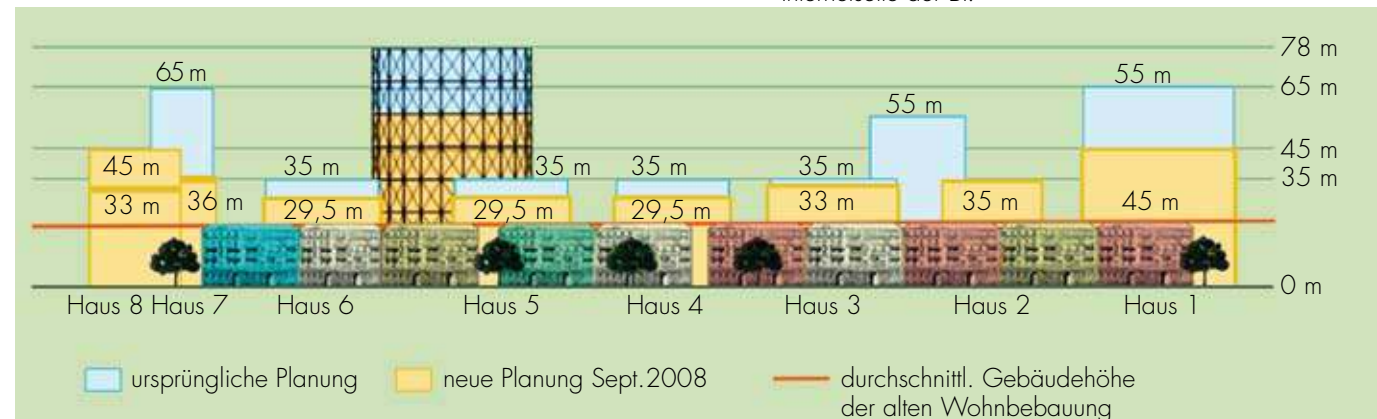 78 m
65 m
55 m
65 m
55 m
45 m
35 m
35 m
35 m
35 m
35 m
45 m
33 m
36 m
29,5 m
29,5 m
29,5 m
33 m
35 m
45 m
0 m
Haus 8 Haus 7 Haus 6 Haus 5 Haus 4 Haus 3 Haus 2 Haus 1
ursprüngliche Planung neue Planung Sept.2008 durchschnittl. Gebäudehöhe
der alten Wohnbebauung